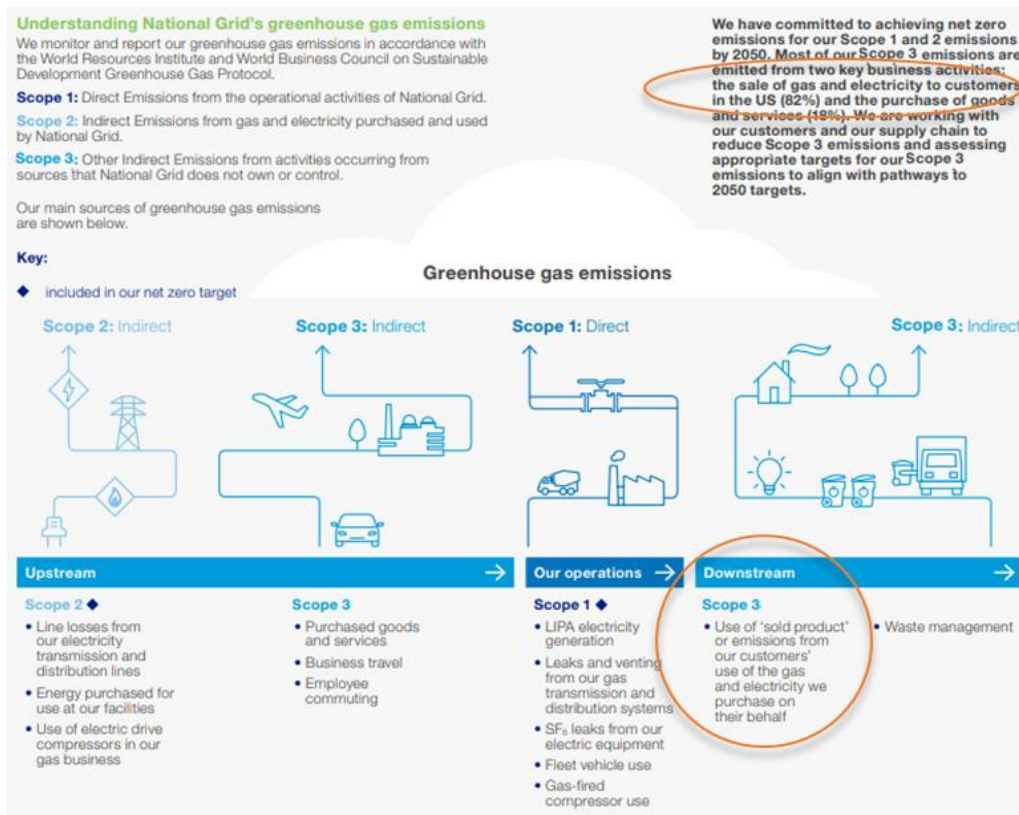 Understanding National Grid's greenhouse gas emissions
We monitor and report our greenhouse gas emissions in accordance with
the World Resources Institute and World Business Council on Sustainable
Development Greenhouse Gas Protocol.
Scope 1: Direct Emissions from the operational activities of National Grid.
Scope 2: Indirect Emissions from gas and electricity purchased and used
by National Grid.
Scope 3: Other Indirect Emissions from activities occurring from
sources that National Grid does not own or control.
Our main sources of greenhouse gas emissions
are shown below.
We have committed to achieving net zero
emissions for our Scope 1 and 2 emissions
by 2050. Most of our Scope 3 emissions are
emitted from two key business activities;
the sale of gas and electricity to customers
in the US (82%) and the purchase of goods
and services (18%). We are working with
our customers and our supply chain to
reduce Scope 3 emissions and assessing
appropriate targets for our Scope 3
emissions to align with pathways to
2050 targets.
Key:
◆ included in our net zero target
Greenhouse gas emissions
Scope 2: Indirect
Scope 3: Indirect
Scope 1: Direct
Scope 3: Indirect
Upstream
Scope 2 ◆
• Line losses from
our electricity
transmission and
distribution lines
• Energy purchased for
use at our facilities
• Use of electric drive
compressors in our
gas business
Scope 3
• Purchased goods
and services
• Business travel
• Employee
commuting
Our operations
Scope 1 ◆
• LIPA electricity
generation
• Leaks and venting
from our gas
transmission and
distribution systems
• SF₆ leaks from our
electric equipment
• Fleet vehicle use
• Gas-fired
compressor use
Downstream
Scope 3
• Use of 'sold product'
or emissions from
our customers'
use of the gas
and electricity we
purchase on
their behalf
• Waste management